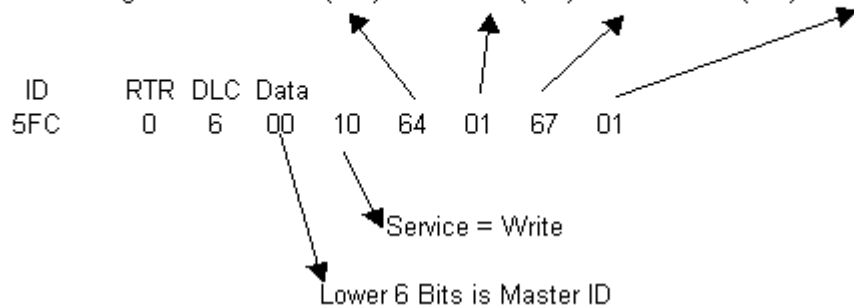 ID RTR DLC Data
5FC 0 6 00 10 64 01 67 01
Service = Write
Lower 6 Bits is Master ID